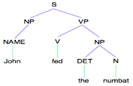 S
NP VP
NAME V NP
John fed DET N
the numbat